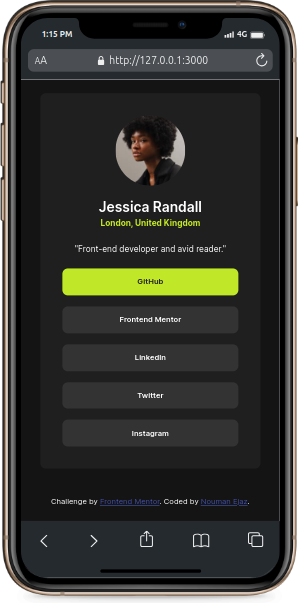 1:15 PM 4G
AA http://127.0.0.1:3000
Jessica Randall
London, United Kingdom
"Front-end developer and avid reader."
GitHub
Frontend Mentor
LinkedIn
Twitter
Instagram
Challenge by Frontend Mentor. Coded by Nouman Ejaz.